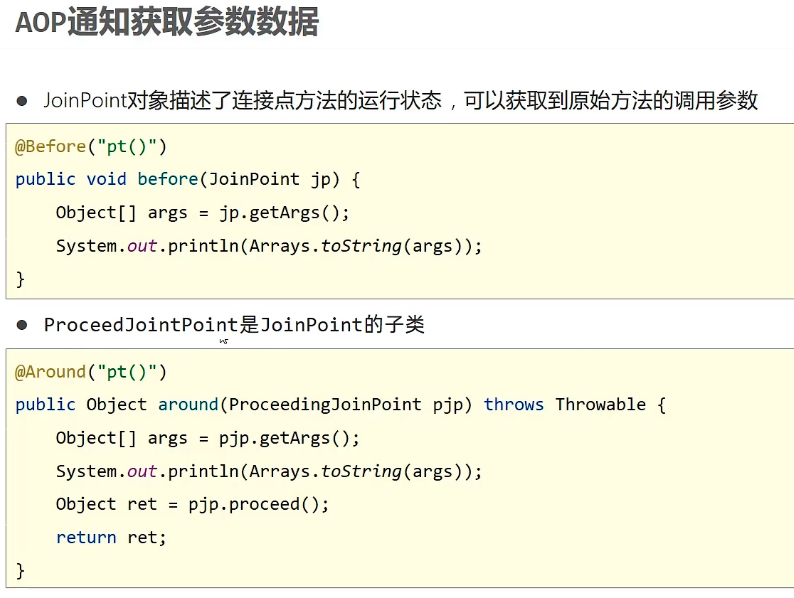 AOP通知获取参数数据
● JoinPoint对象描述了连接点方法的运行状态，可以获取到原始方法的调用参数
@Before("pt()")
public void before(JoinPoint jp) {
    Object[] args = jp.getArgs();
    System.out.println(Arrays.toString(args));
}
● ProceedJointPoint是JoinPoint的子类
@Around("pt()")
public Object around(ProceedingJoinPoint pjp) throws Throwable {
    Object[] args = pjp.getArgs();
    System.out.println(Arrays.toString(args));
    Object ret = pjp.proceed();
    return ret;
}